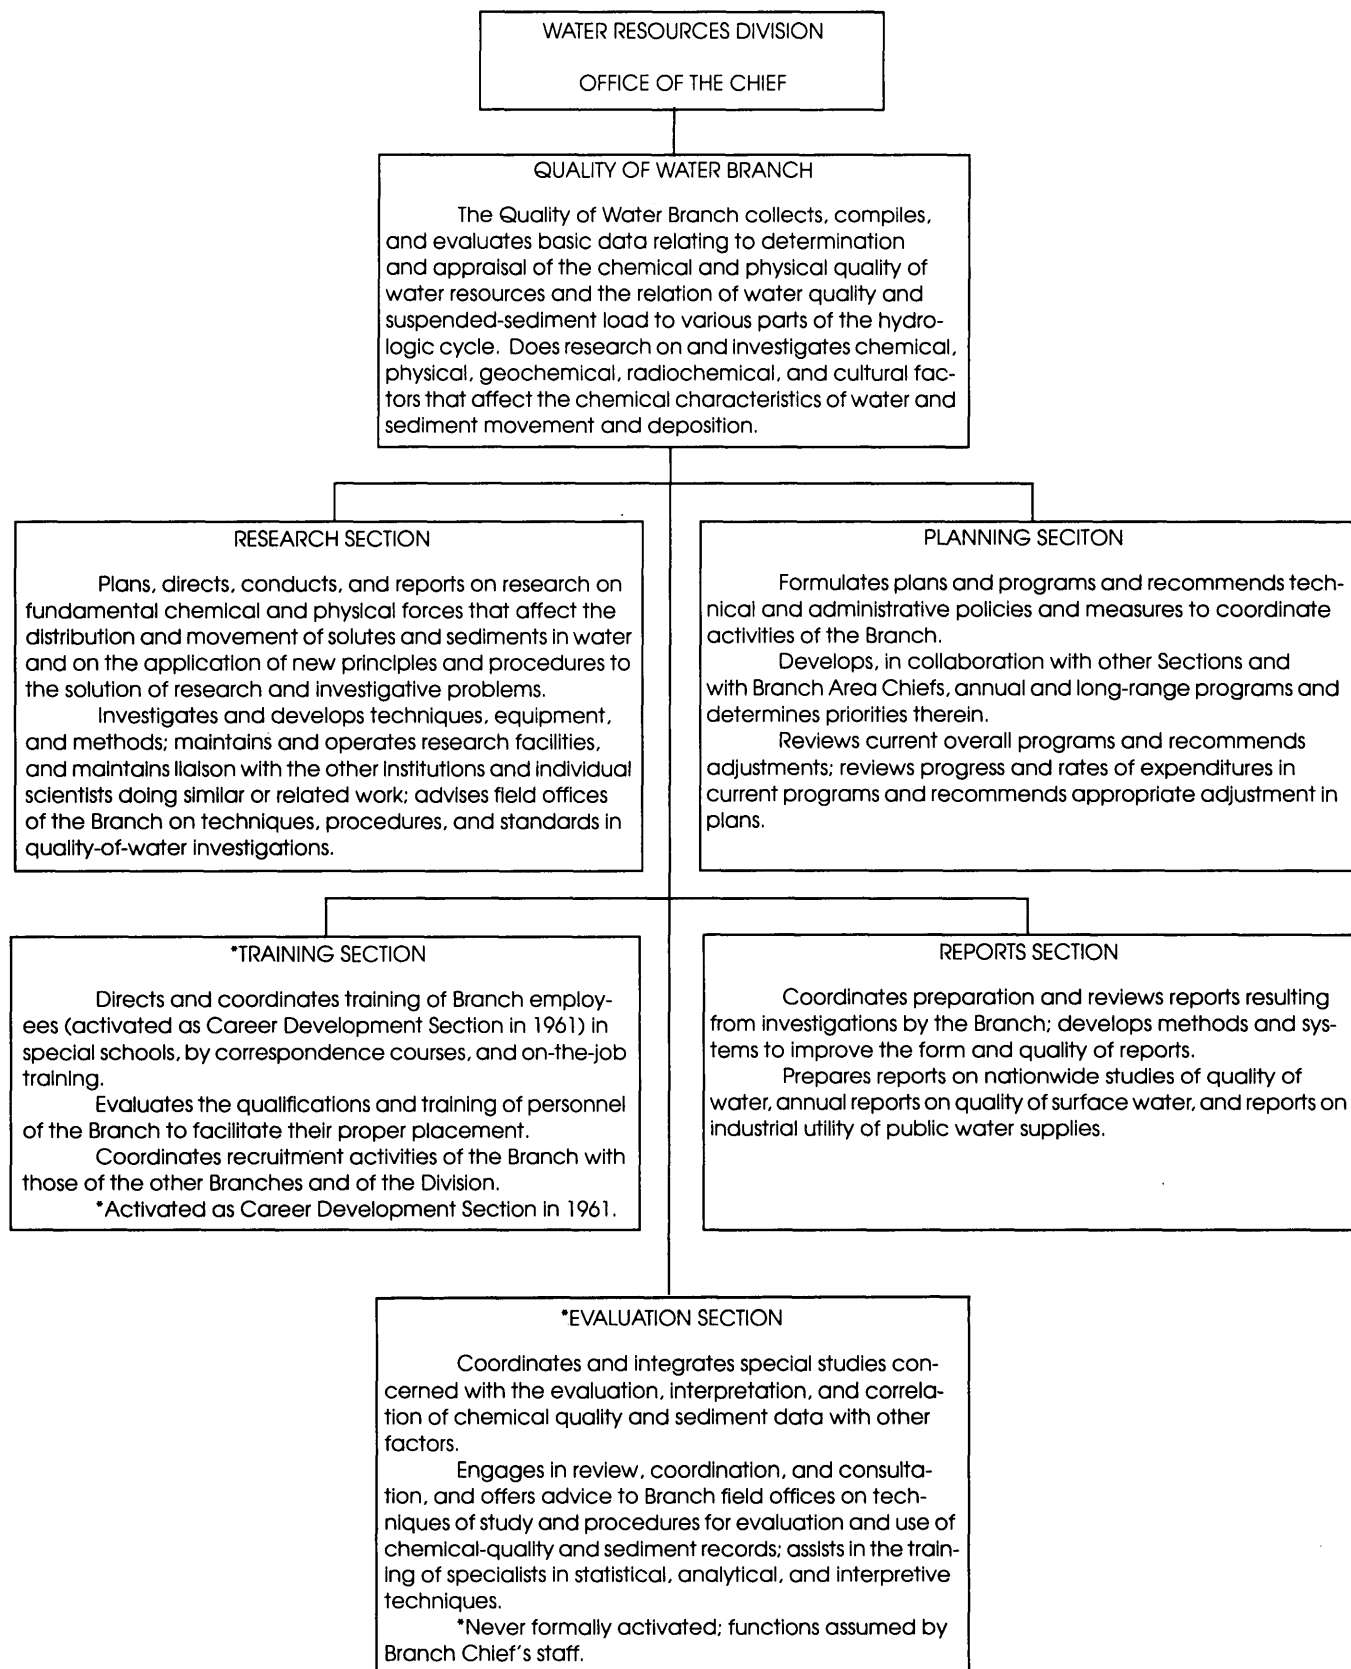 WATER RESOURCES DIVISION
OFFICE OF THE CHIEF
QUALITY OF WATER BRANCH
The Quality of Water Branch collects, compiles,
and evaluates basic data relating to determination
and appraisal of the chemical and physical quality of
water resources and the relation of water quality and
suspended-sediment load to various parts of the hydro-
logic cycle. Does research on and investigates chemical,
physical, geochemical, radiochemical, and cultural fac-
tors that affect the chemical characteristics of water and
sediment movement and deposition.
RESEARCH SECTION
Plans, directs, conducts, and reports on research on
fundamental chemical and physical forces that affect the
distribution and movement of solutes and sediments in water
and on the application of new principles and procedures to
the solution of research and investigative problems.
Investigates and develops techniques, equipment,
and methods; maintains and operates research facilities,
and maintains liaison with the other institutions and individual
scientists doing similar or related work; advises field offices
of the Branch on techniques, procedures, and standards in
quality-of-water investigations.
PLANNING SECITON
Formulates plans and programs and recommends tech-
nical and administrative policies and measures to coordinate
activities of the Branch.
Develops, in collaboration with other Sections and
with Branch Area Chiefs, annual and long-range programs and
determines priorities therein.
Reviews current overall programs and recommends
adjustments; reviews progress and rates of expenditures in
current programs and recommends appropriate adjustment in
plans.
*TRAINING SECTION
Directs and coordinates training of Branch employ-
ees (activated as Career Development Section in 1961) in
special schools, by correspondence courses, and on-the-job
training.
Evaluates the qualifications and training of personnel
of the Branch to facilitate their proper placement.
Coordinates recruitment activities of the Branch with
those of the other Branches and of the Division.
*Activated as Career Development Section in 1961.
REPORTS SECTION
Coordinates preparation and reviews reports resulting
from investigations by the Branch; develops methods and sys-
tems to improve the form and quality of reports.
Prepares reports on nationwide studies of quality of
water, annual reports on quality of surface water, and reports on
industrial utility of public water supplies.
*EVALUATION SECTION
Coordinates and integrates special studies con-
cerned with the evaluation, interpretation, and correla-
tion of chemical quality and sediment data with other
factors.
Engages in review, coordination, and consulta-
tion, and offers advice to Branch field offices on tech-
niques of study and procedures for evaluation and use of
chemical-quality and sediment records; assists in the train-
ing of specialists in statistical, analytical, and interpretive
techniques.
*Never formally activated; functions assumed by
Branch Chief's staff.